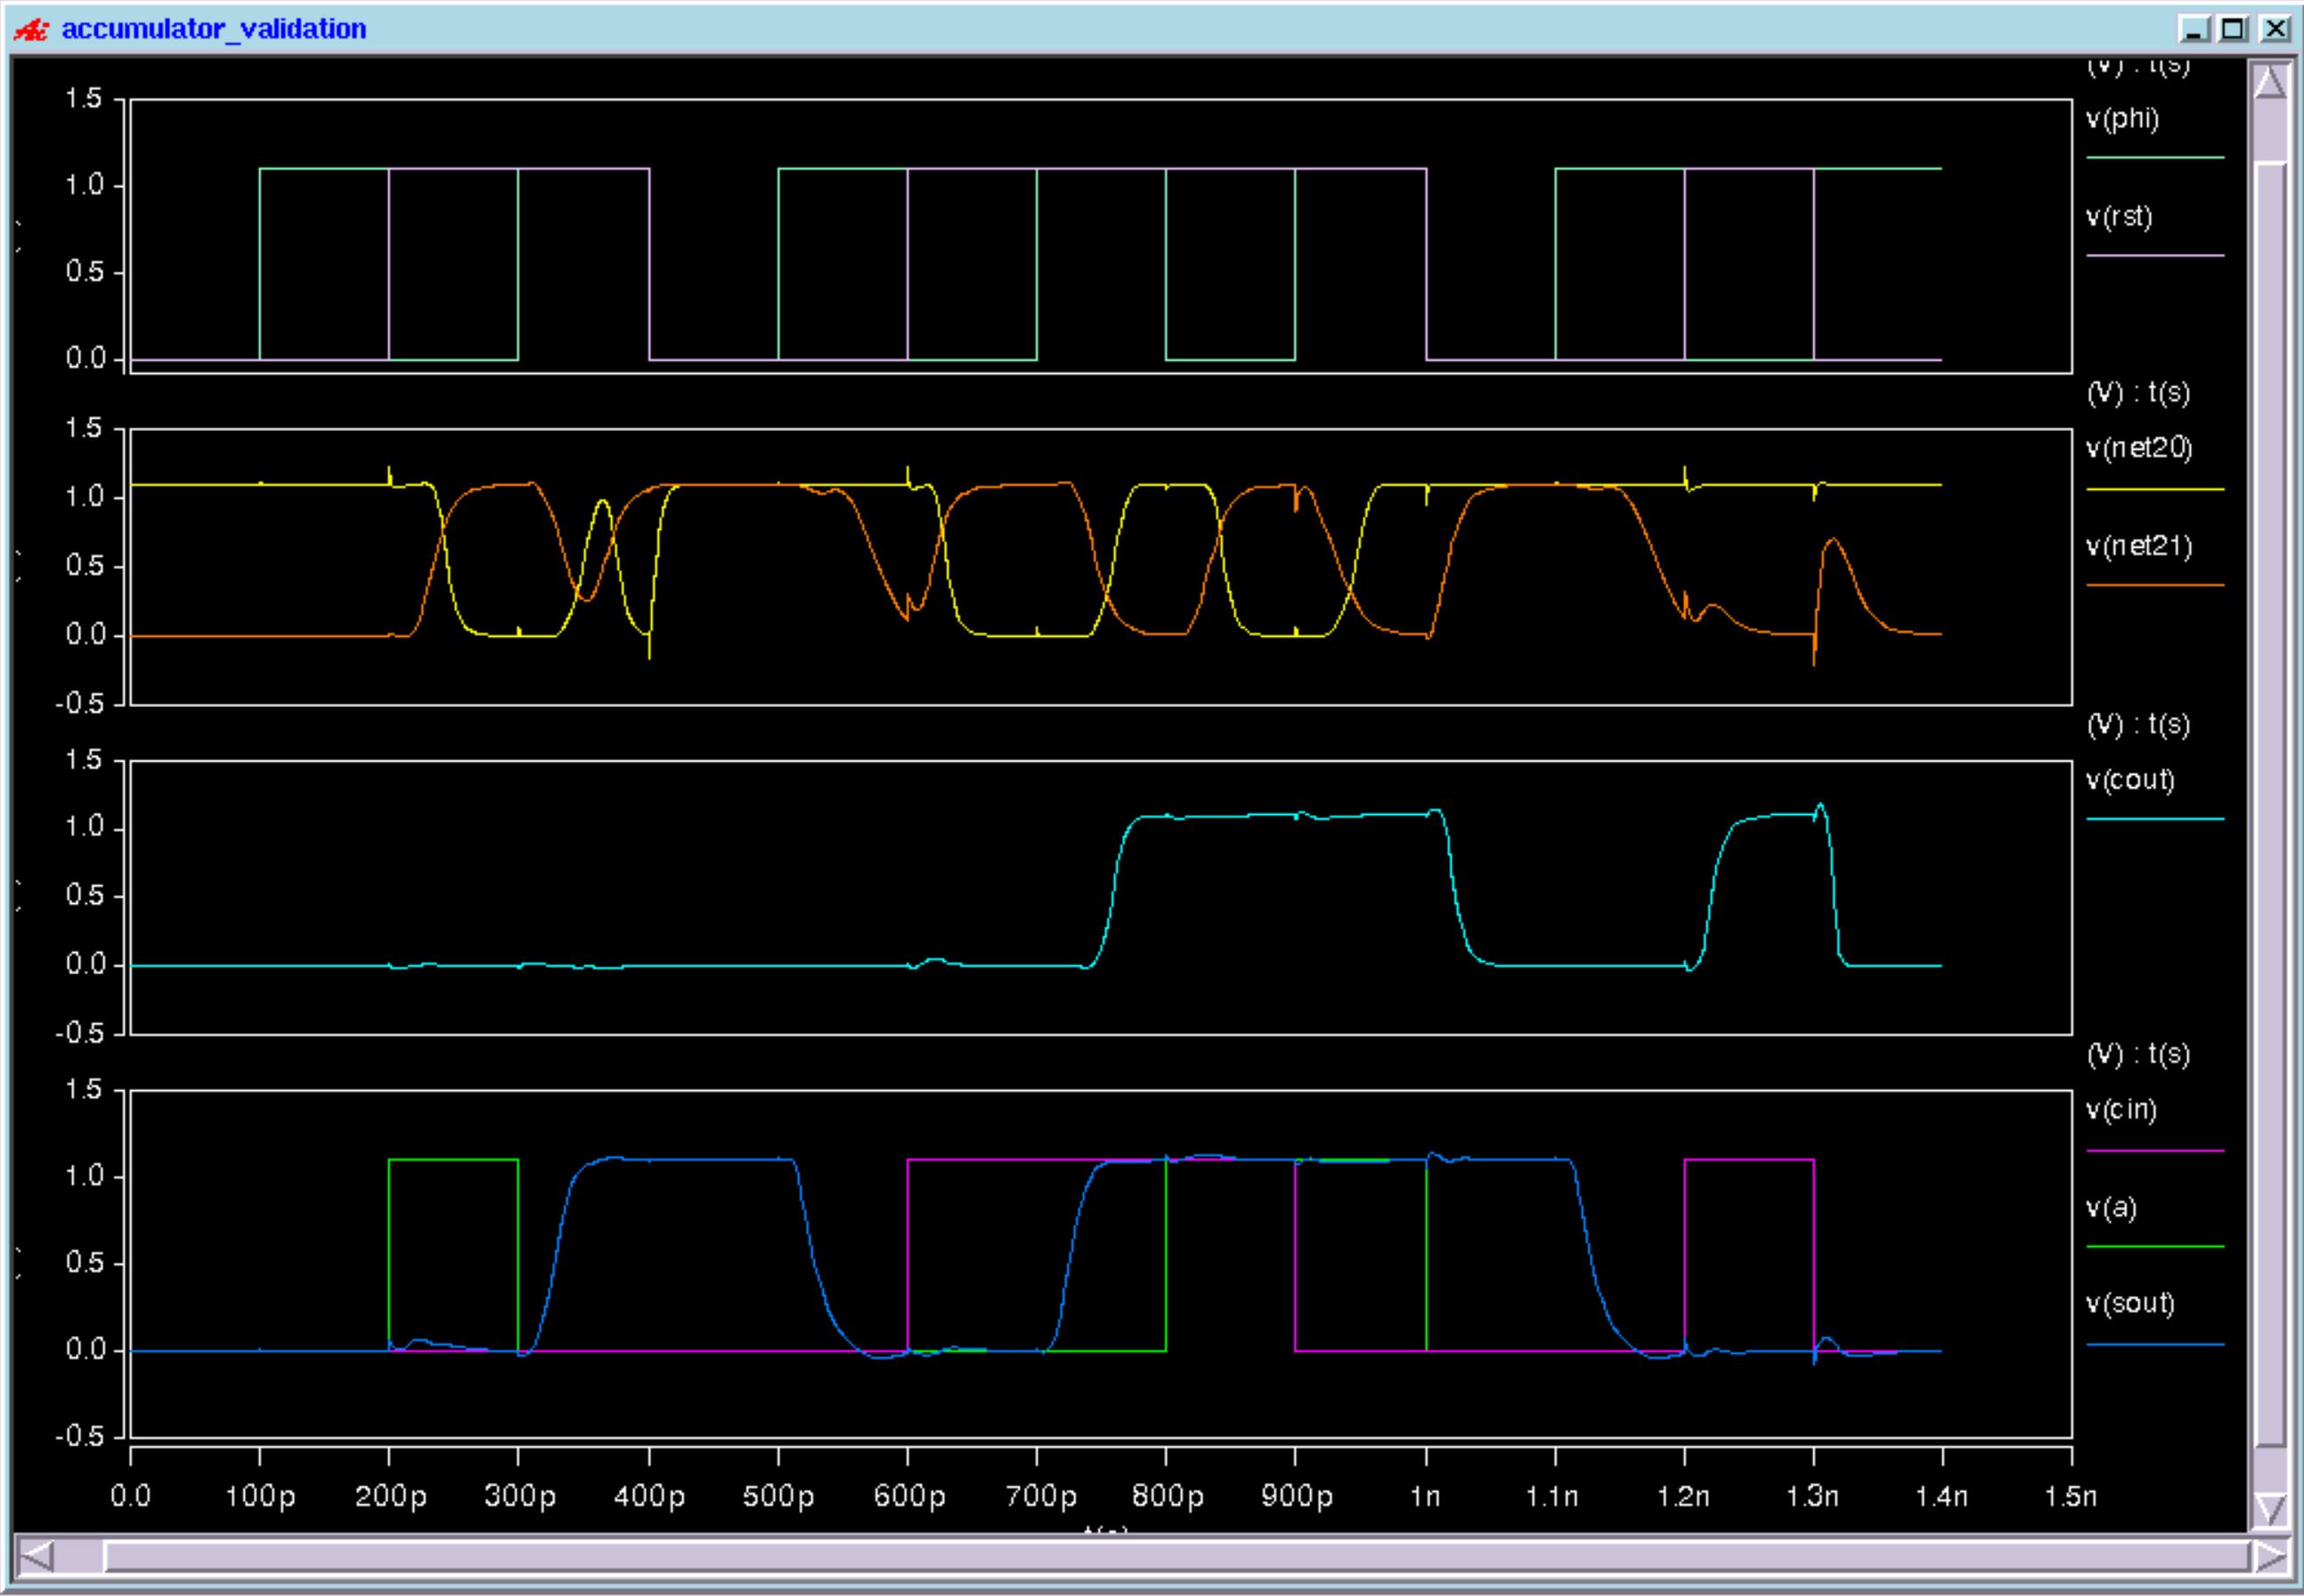 accumulator_validation
(V) : t(s)
1.5
v(phi)
1.0
v(rst)
0.5
0.0
(V) : t(s)
1.5
v(net20)
1.0
v(net21)
0.5
0.0
-0.5
(V) : t(s)
1.5
v(cout)
1.0
0.5
0.0
-0.5
(V) : t(s)
1.5
v(cin)
1.0
v(a)
0.5
v(sout)
0.0
-0.5
0.0 100p 200p 300p 400p 500p 600p 700p 800p 900p 1n 1.1n 1.2n 1.3n 1.4n 1.5n